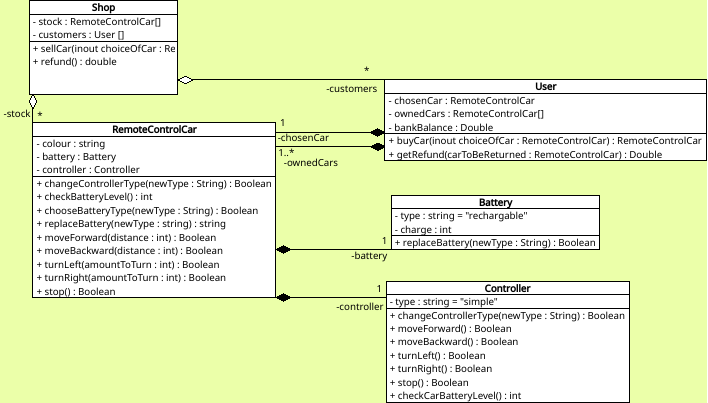 Shop
- stock : RemoteControlCar[]
- customers : User []
+ sellCar(inout choiceOfCar : Re
+ refund() : double
*
-customers
-stock
*
User
- chosenCar : RemoteControlCar
- ownedCars : RemoteControlCar[]
- bankBalance : Double
+ buyCar(inout choiceOfCar : RemoteControlCar) : RemoteControlCar
+ getRefund(carToBeReturned : RemoteControlCar) : Double
1
-chosenCar
1..*
-ownedCars
RemoteControlCar
- colour : string
- battery : Battery
- controller : Controller
+ changeControllerType(newType : String) : Boolean
+ checkBatteryLevel() : int
+ chooseBatteryType(newType : String) : Boolean
+ replaceBattery(newType : string) : string
+ moveForward(distance : int) : Boolean
+ moveBackward(distance : int) : Boolean
+ turnLeft(amountToTurn : int) : Boolean
+ turnRight(amountToTurn : int) : Boolean
+ stop() : Boolean
Battery
- type : string = "rechargable"
- charge : int
+ replaceBattery(newType : String) : Boolean
1
-battery
1
-controller
Controller
- type : string = "simple"
+ changeControllerType(newType : String) : Boolean
+ moveForward() : Boolean
+ moveBackward() : Boolean
+ turnLeft() : Boolean
+ turnRight() : Boolean
+ stop() : Boolean
+ checkCarBatteryLevel() : int